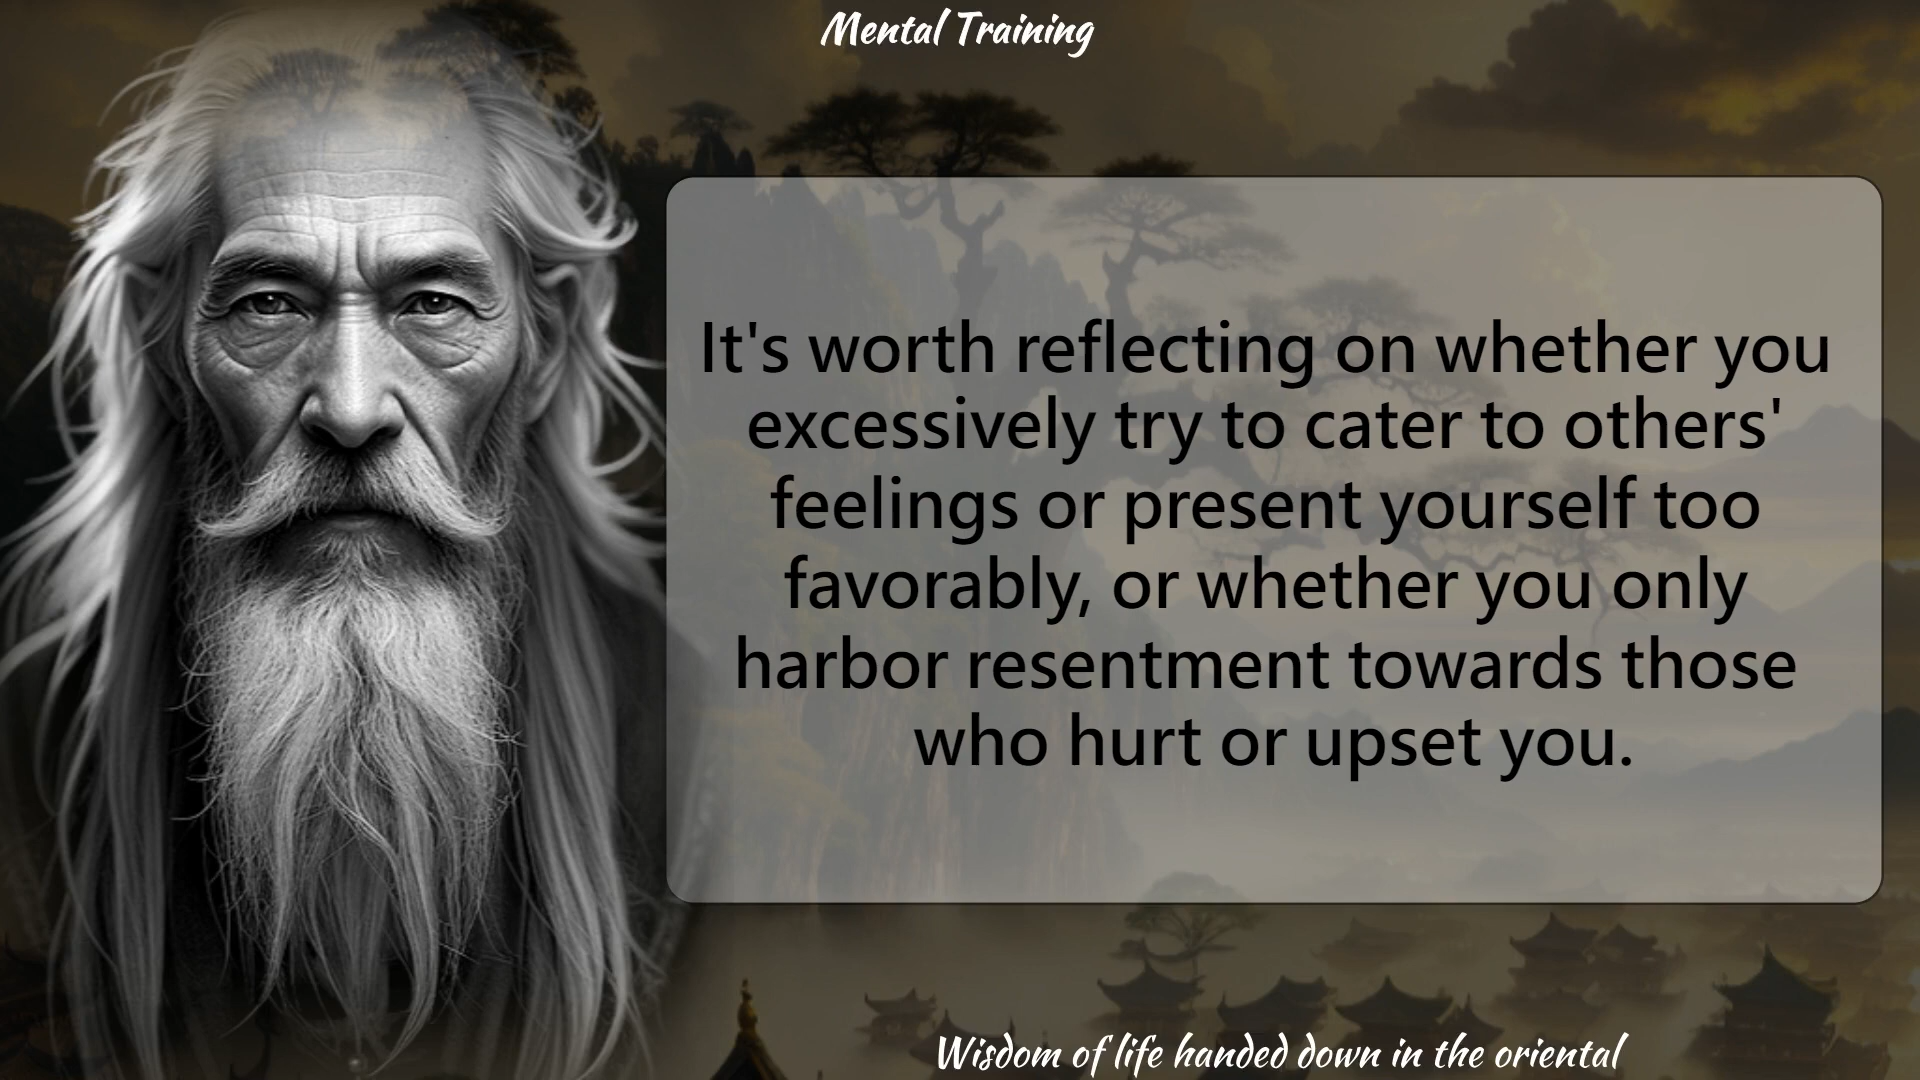 Mental Training
It's worth reflecting on whether you
excessively try to cater to others'
feelings or present yourself too
favorably, or whether you only
harbor resentment towards those
who hurt or upset you.
Wisdom of life handed down in the oriental